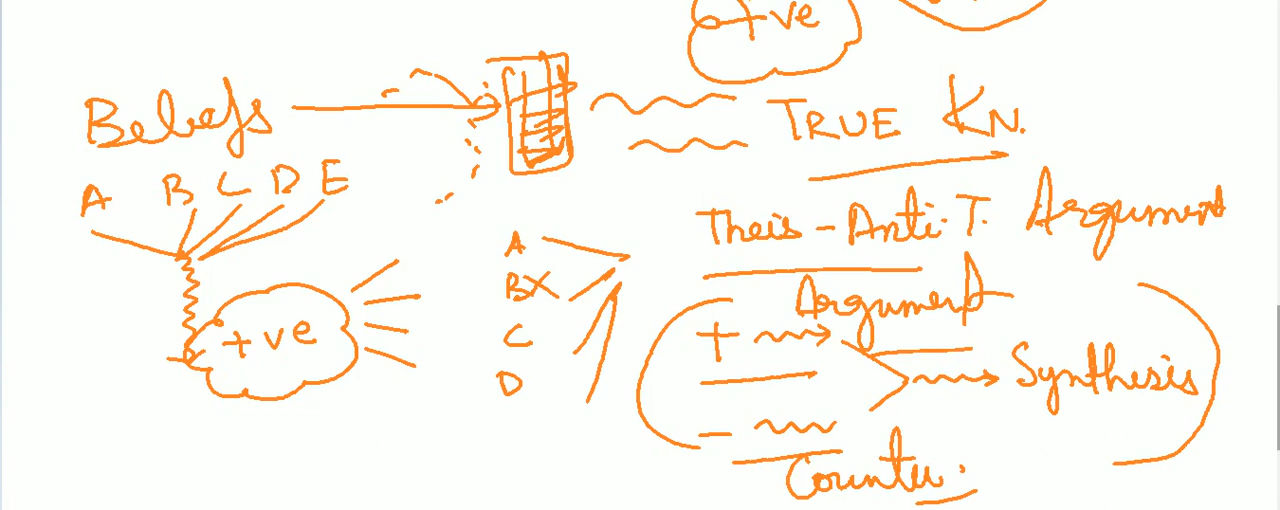 +ve
Beliefs
TRUE KN.
A B C D E
Theis - Anti-T. Argument
A
BX
C
D
+ve
Argument
+
Synthesis
-
Counter.